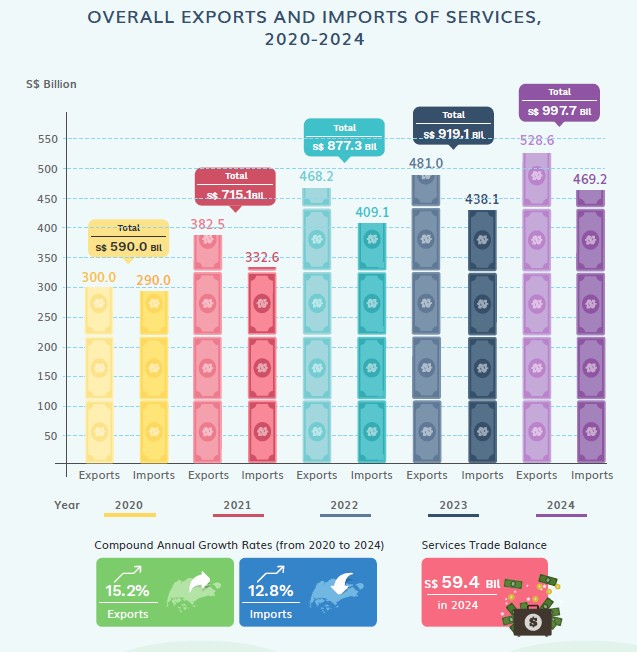 OVERALL EXPORTS AND IMPORTS OF SERVICES,
2020-2024
S$ Billion
Total
S$ 997.7 Bil
Total
S$ 919.1 Bil
Total
S$ 877.3 Bil
Total
S$ 715.1Bil
Total
S$ 590.0 Bil
550
500
450
400
350
300
250
200
150
100
50
300.0
290.0
382.5
332.6
468.2
409.1
481.0
438.1
528.6
469.2
Exports Imports Exports Imports Exports Imports Exports Imports Exports Imports
Year 2020 2021 2022 2023 2024
Compound Annual Growth Rates (from 2020 to 2024)
15.2%
Exports
12.8%
Imports
Services Trade Balance
S$ 59.4 Bil
in 2024
$